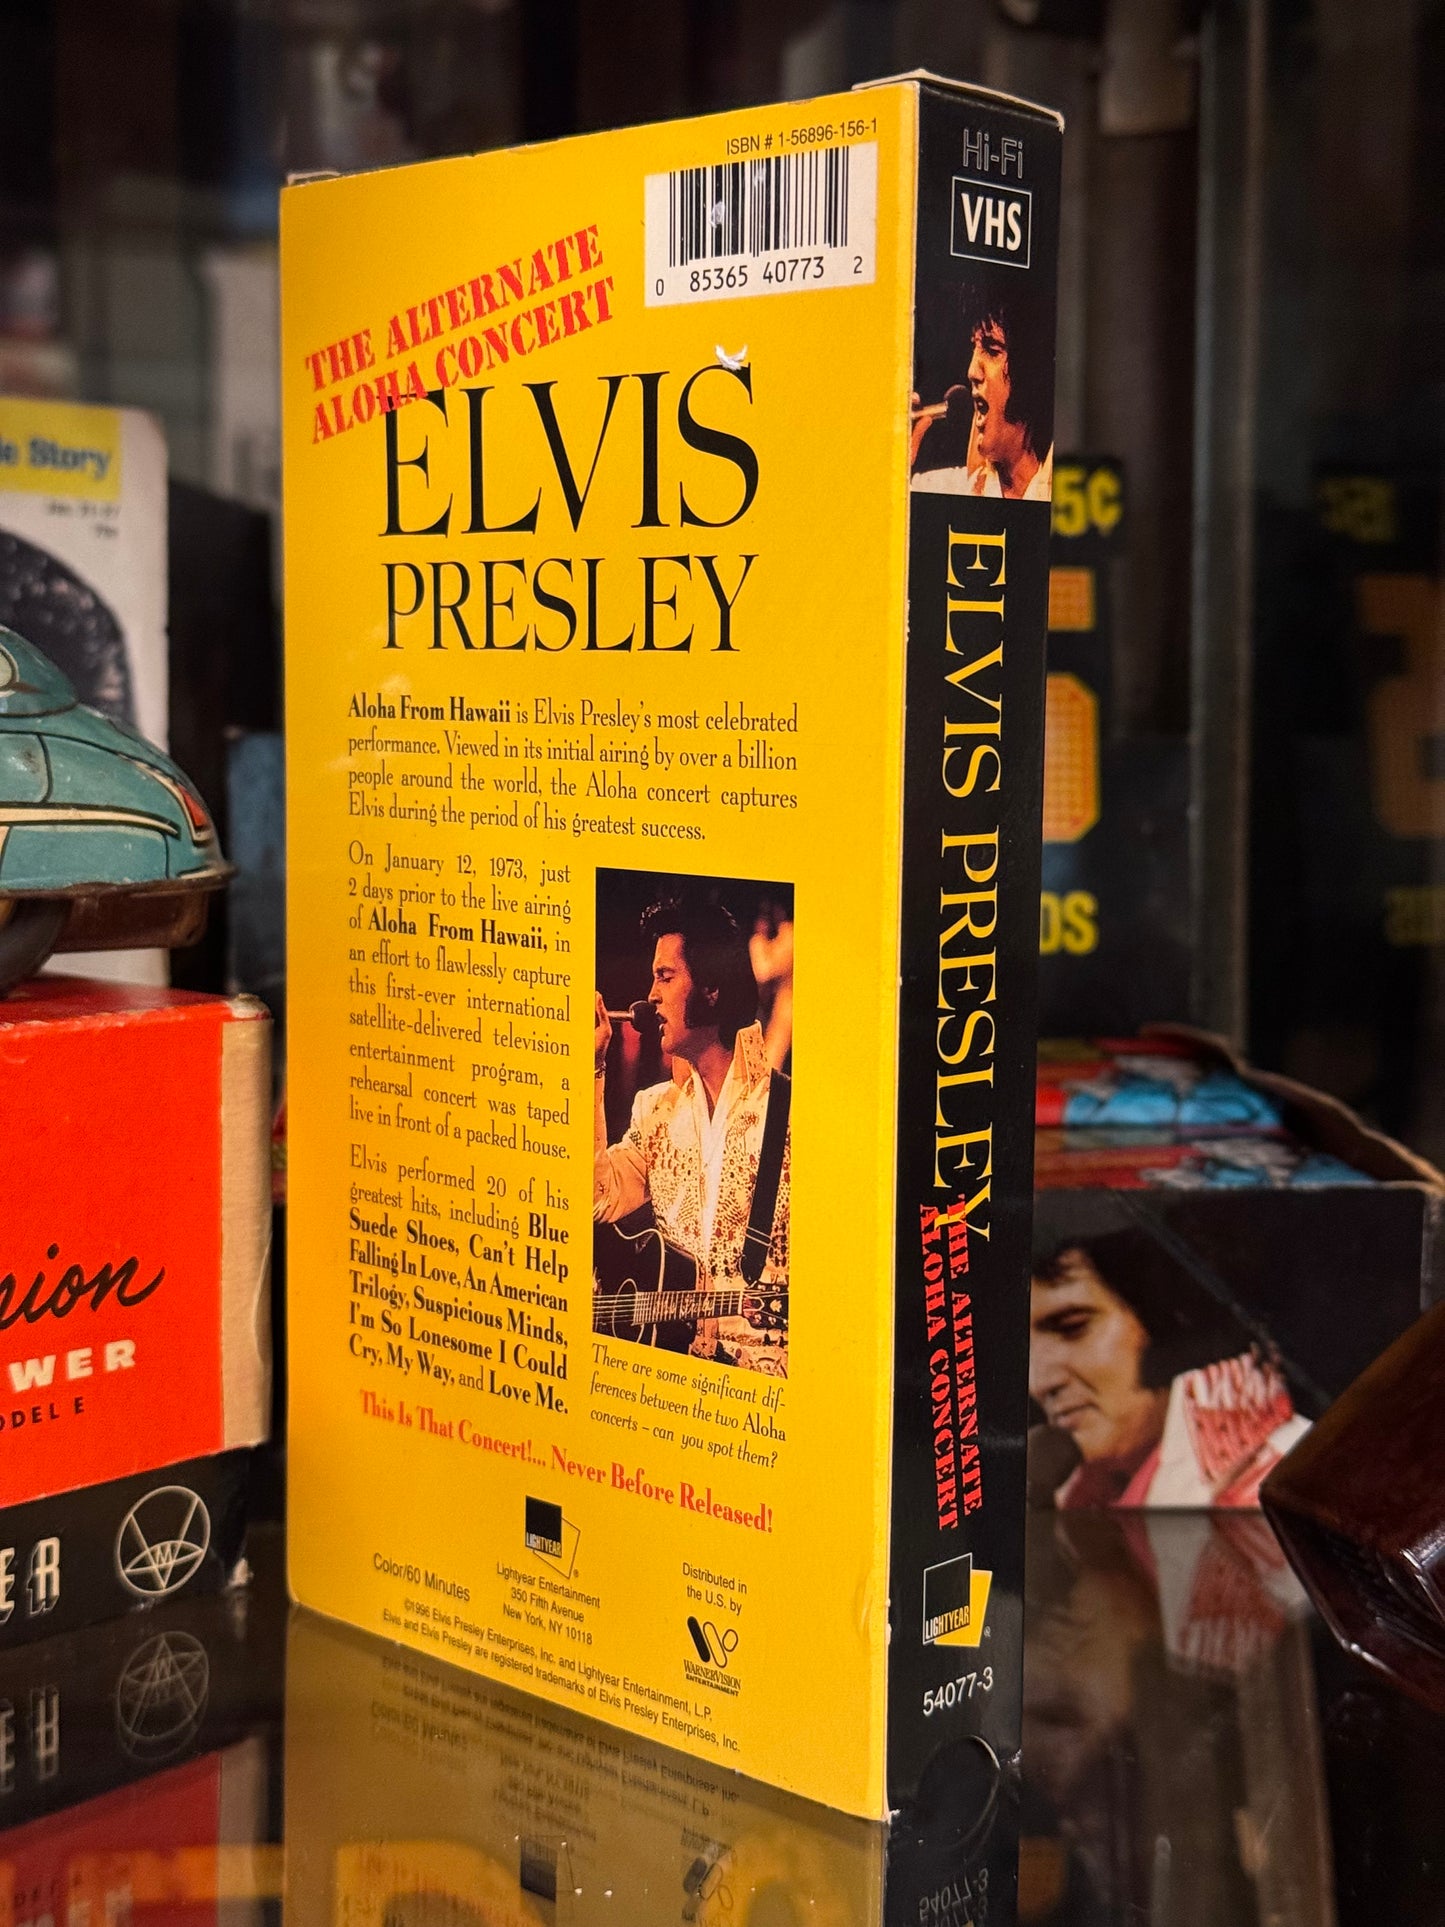 ISBN # 1-56896-156-1
0 85365 40773 2
THE ALTERNATE
ALOHA CONCERT
ELVIS
PRESLEY
Aloha From Hawaii is Elvis Presley's most celebrated
performance. Viewed in its initial airing by over a billion
people around the world, the Aloha concert captures
Elvis during the period of his greatest success.
On January 12, 1973, just
2 days prior to the live airing
of Aloha From Hawaii, in
an effort to flawlessly capture
this first-ever international
satellite-delivered television
entertainment program, a
rehearsal concert was taped
live in front of a packed house.
Elvis performed 20 of his
greatest hits, including Blue
Suede Shoes, Can't Help
Falling In Love, An American
Trilogy, Suspicious Minds,
I'm So Lonesome I Could
Cry, My Way, and Love Me.
There are some significant dif-
ferences between the two Aloha
concerts – can you spot them?
This Is That Concert!... Never Before Released!
Color/60 Minutes
LIGHTYEAR
®
Lightyear Entertainment
350 Fifth Avenue
New York, NY 10118
Distributed in
the U.S. by
WARNERVISION
ENTERTAINMENT
©1996 Elvis Presley Enterprises, Inc. and Lightyear Entertainment, L.P.
Elvis and Elvis Presley are registered trademarks of Elvis Presley Enterprises, Inc.
Hi-Fi
VHS
ELVIS PRESLEY
THE ALTERNATE
ALOHA CONCERT
LIGHTYEAR
®
54077-3
Story
5¢
WER
ODEL E
ER